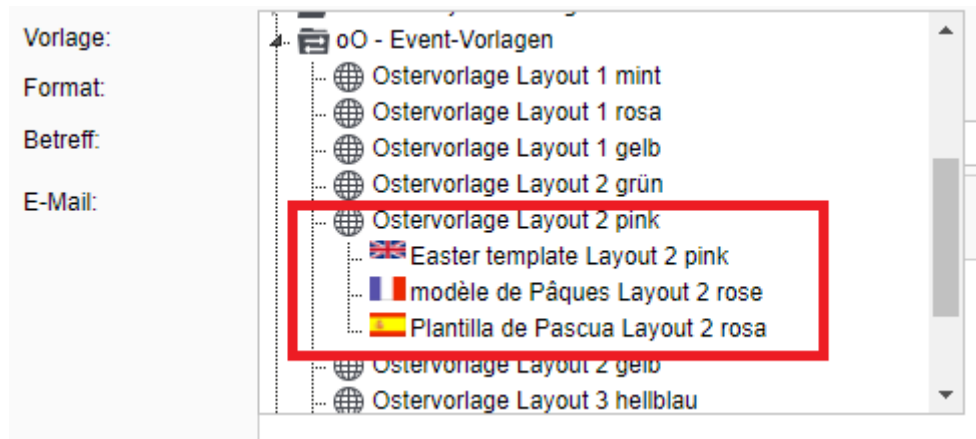 Vorlage:
Format:
Betreff:
E-Mail:
oO - Event-Vorlagen
Ostervorlage Layout 1 mint
Ostervorlage Layout 1 rosa
Ostervorlage Layout 1 gelb
Ostervorlage Layout 2 grün
Ostervorlage Layout 2 pink
Easter template Layout 2 pink
modèle de Pâques Layout 2 rose
Plantilla de Pascua Layout 2 rosa
Ostervorlage Layout 2 gelb
Ostervorlage Layout 3 hellblau